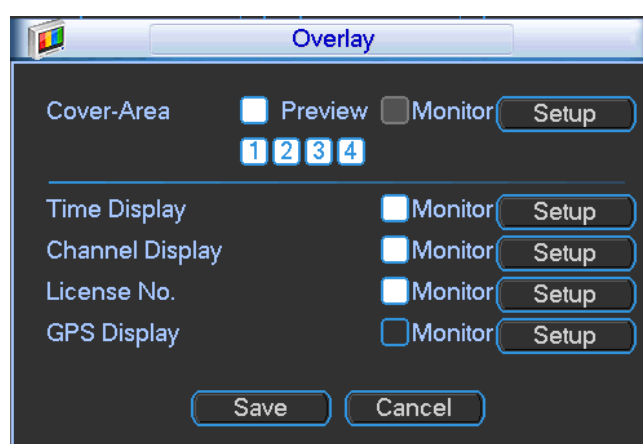 Overlay
Cover-Area Preview Monitor Setup
1 2 3 4
Time Display Monitor Setup
Channel Display Monitor Setup
License No. Monitor Setup
GPS Display Monitor Setup
Save Cancel